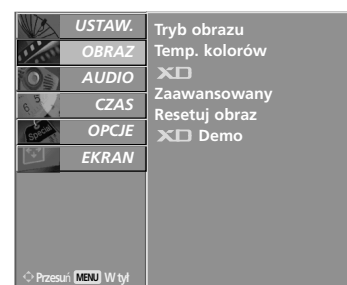 USTAW.
OBRAZ
AUDIO
CZAS
OPCJE
EKRAN
Tryb obrazu
Temp. kolorów
XD
Zaawansowany
Resetuj obraz
XD Demo
Special
Przesuń MENU W tył